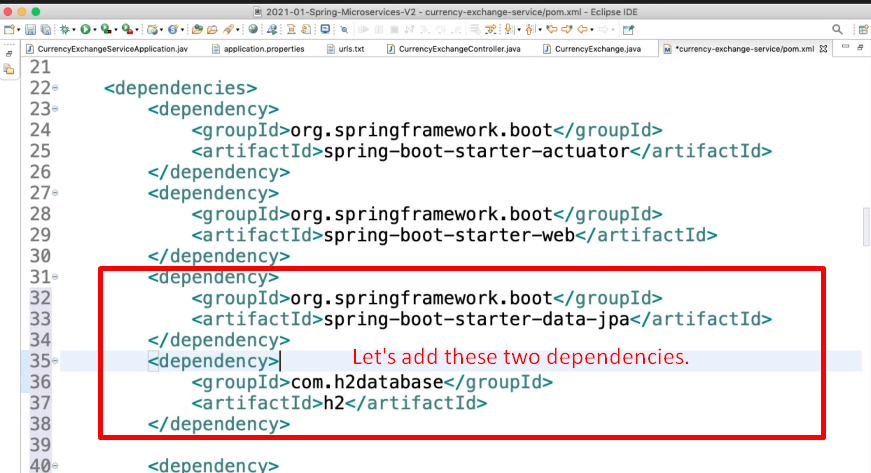 2021-01-Spring-Microservices-V2 - currency-exchange-service/pom.xml - Eclipse IDE
CurrencyExchangeServiceApplication.jav application.properties urls.txt CurrencyExchangeController.java CurrencyExchange.java *currency-exchange-service/pom.xml
21
22 <dependencies>
23 <dependency>
24 <groupId>org.springframework.boot</groupId>
25 <artifactId>spring-boot-starter-actuator</artifactId>
26 </dependency>
27 <dependency>
28 <groupId>org.springframework.boot</groupId>
29 <artifactId>spring-boot-starter-web</artifactId>
30 </dependency>
31 <dependency>
32 <groupId>org.springframework.boot</groupId>
33 <artifactId>spring-boot-starter-data-jpa</artifactId>
34 </dependency>
35 <dependency> Let's add these two dependencies.
36 <groupId>com.h2database</groupId>
37 <artifactId>h2</artifactId>
38 </dependency>
39
40 <dependency>